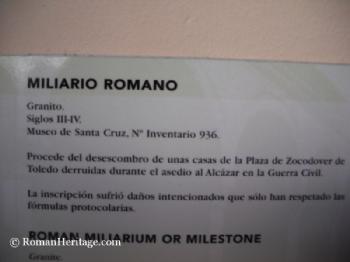 MILIARIO ROMANO
Granito.
Siglos III-IV.
Museo de Santa Cruz, Nº Inventario 936.
Procede del desescombro de unas casas de la Plaza de Zocodover de
Toledo derruidas durante el asedio al Alcázar en la Guerra Civil.
La inscripción sufrió daños intencionados que sólo han respetado las
fórmulas protocolarias.
ROMAN MILIARIUM OR MILESTONE
© RomanHeritage.com
Granite.